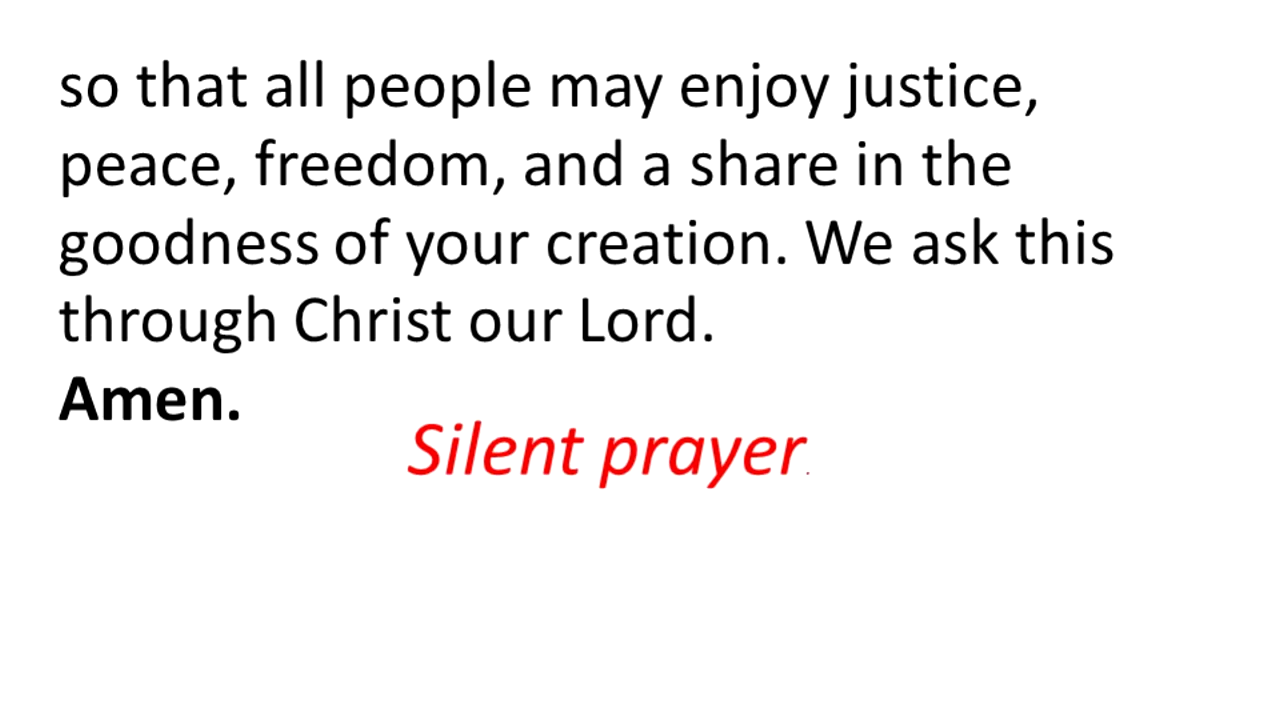 so that all people may enjoy justice,
peace, freedom, and a share in the
goodness of your creation. We ask this
through Christ our Lord.
Amen.
Silent prayer.